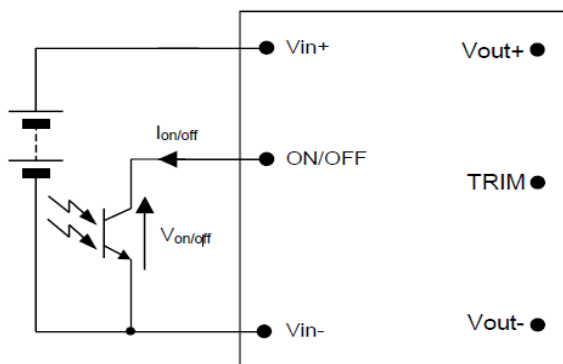 Vin+
Vout+
Ion/off
ON/OFF
TRIM
Von/off
Vin-
Vout-